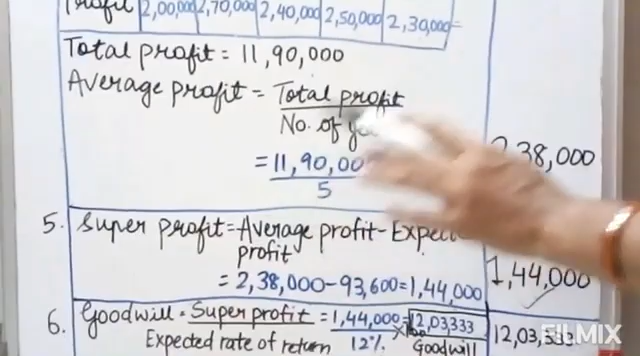 Profit 2,00,000 2,70,000 2,40,000 2,50,000 2,30,000=
Total profit = 11,90,000
Average profit = Total profit
No. of
= 11,90,00
5
38,000
5. Super profit = Average profit - Expec
profit
= 2,38,000 - 93,600 = 1,44,000
1,44,000
6. Goodwill = Super profit = 1,44,000 = 12,03,333 12,03,333
Expected rate of return 12% Goodwill
FILMIX